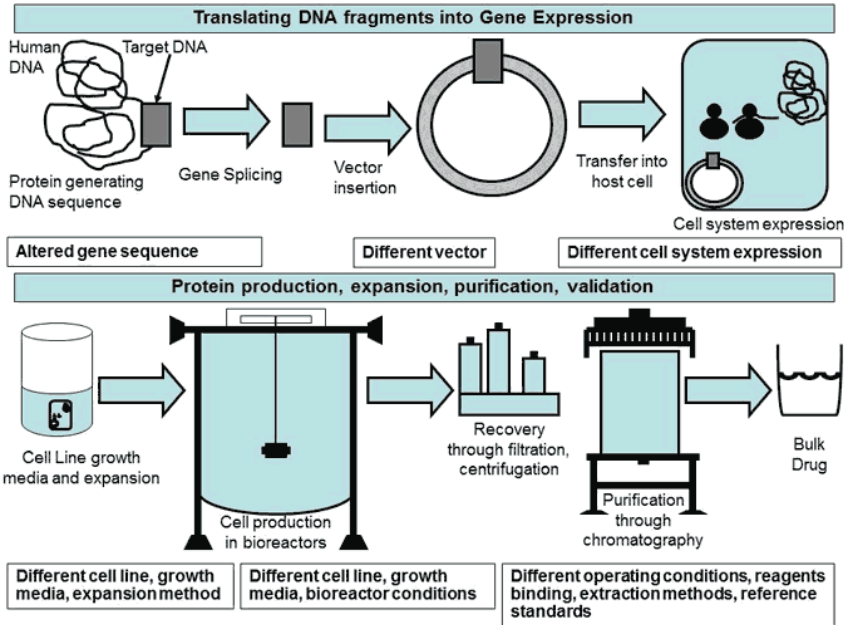 Translating DNA fragments into Gene Expression
Human
DNA
Target DNA
Protein generating
DNA sequence
Gene Splicing
Vector
insertion
Transfer into
host cell
Cell system expression
Altered gene sequence
Different vector
Different cell system expression
Protein production, expansion, purification, validation
Cell Line growth
media and expansion
Cell production
in bioreactors
Recovery
through filtration,
centrifugation
Purification
through
chromatography
Bulk
Drug
Different cell line, growth
media, expansion method
Different cell line, growth
media, bioreactor conditions
Different operating conditions, reagents
binding, extraction methods, reference
standards